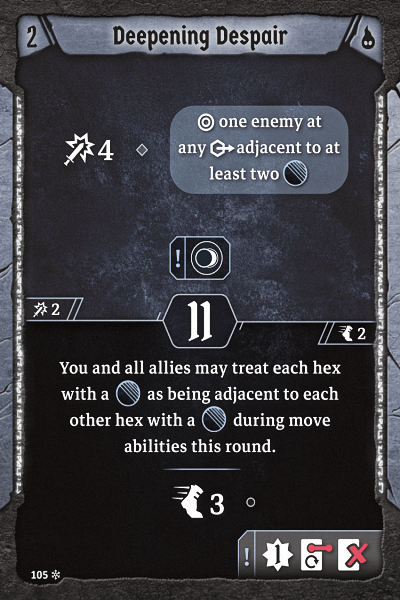 2 Deepening Despair
4
one enemy at
any adjacent to at
least two
!
2
11
2
You and all allies may treat each hex
with a as being adjacent to each
other hex with a during move
abilities this round.
3
! 1
105